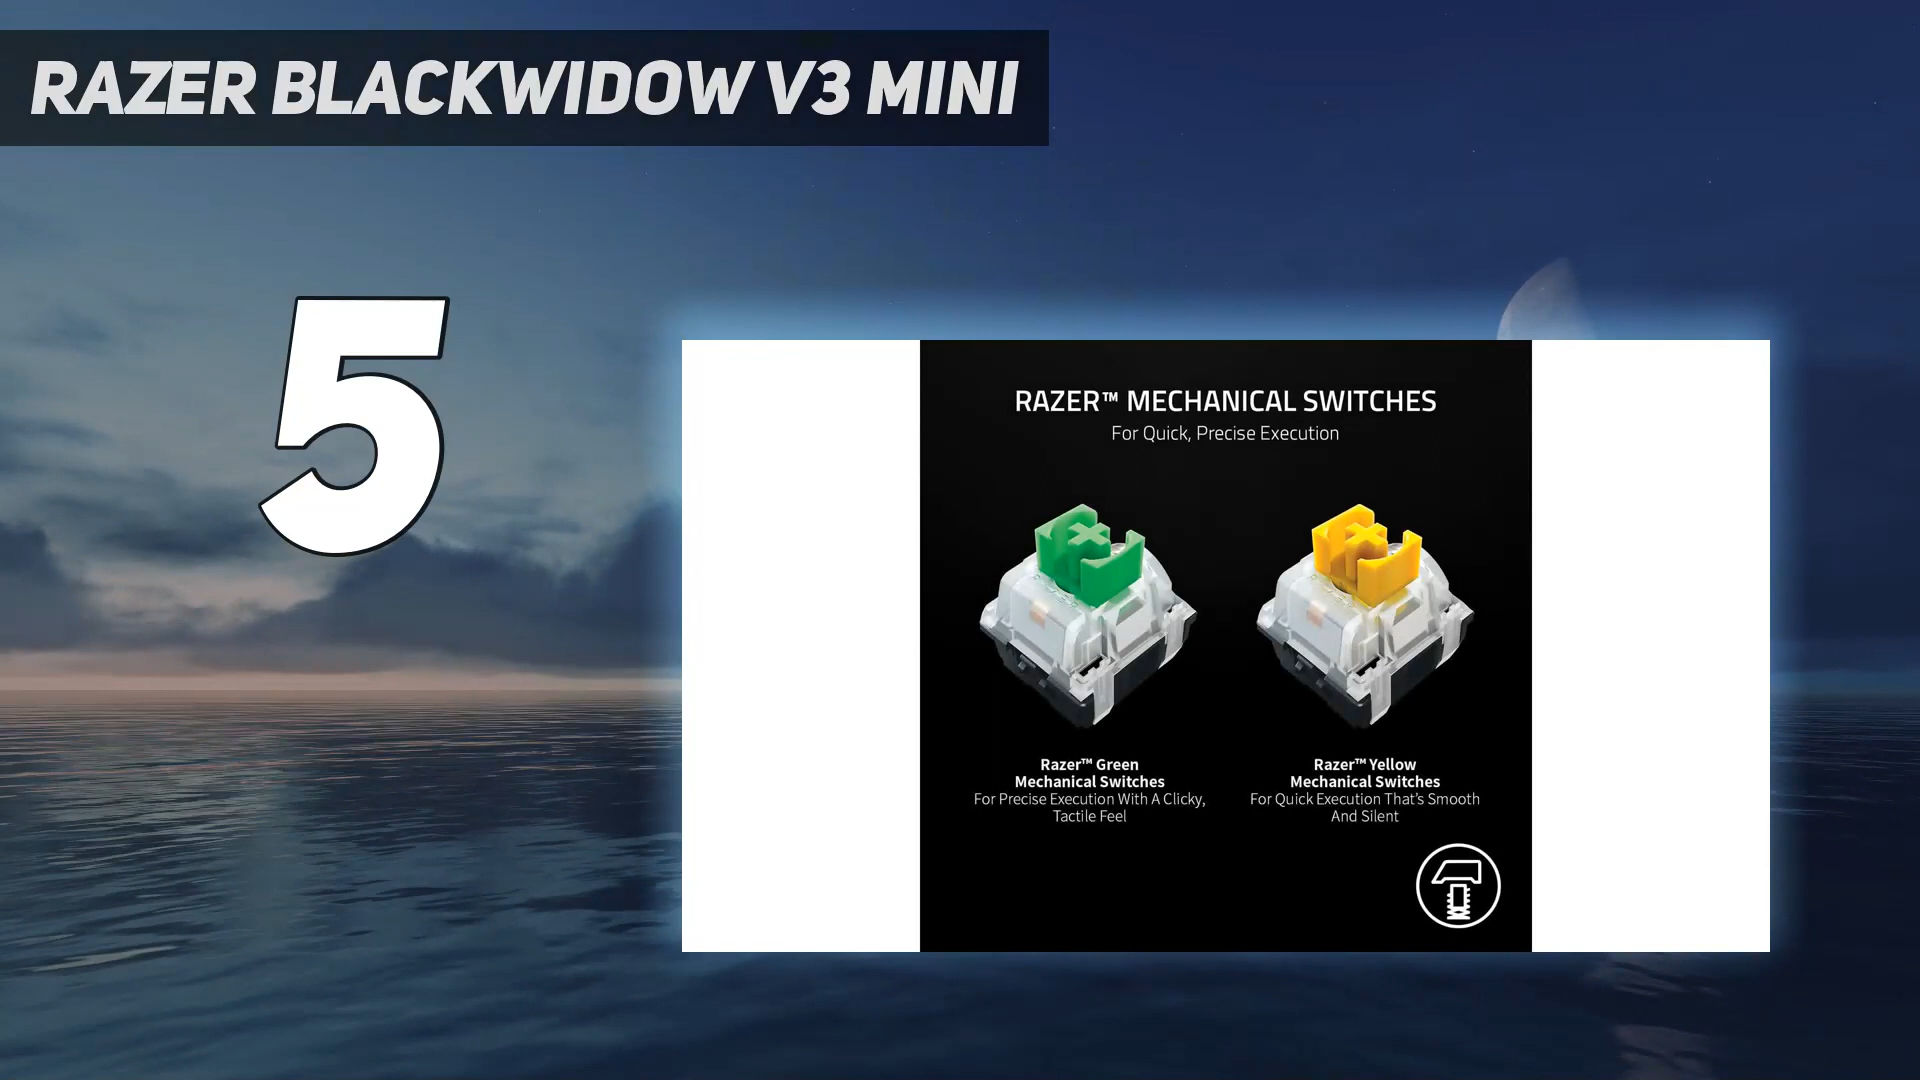 RAZER BLACKWIDOW V3 MINI
5
RAZER™ MECHANICAL SWITCHES
For Quick, Precise Execution
Razer™ Green
Mechanical Switches
For Precise Execution With A Clicky,
Tactile Feel
Razer™ Yellow
Mechanical Switches
For Quick Execution That's Smooth
And Silent